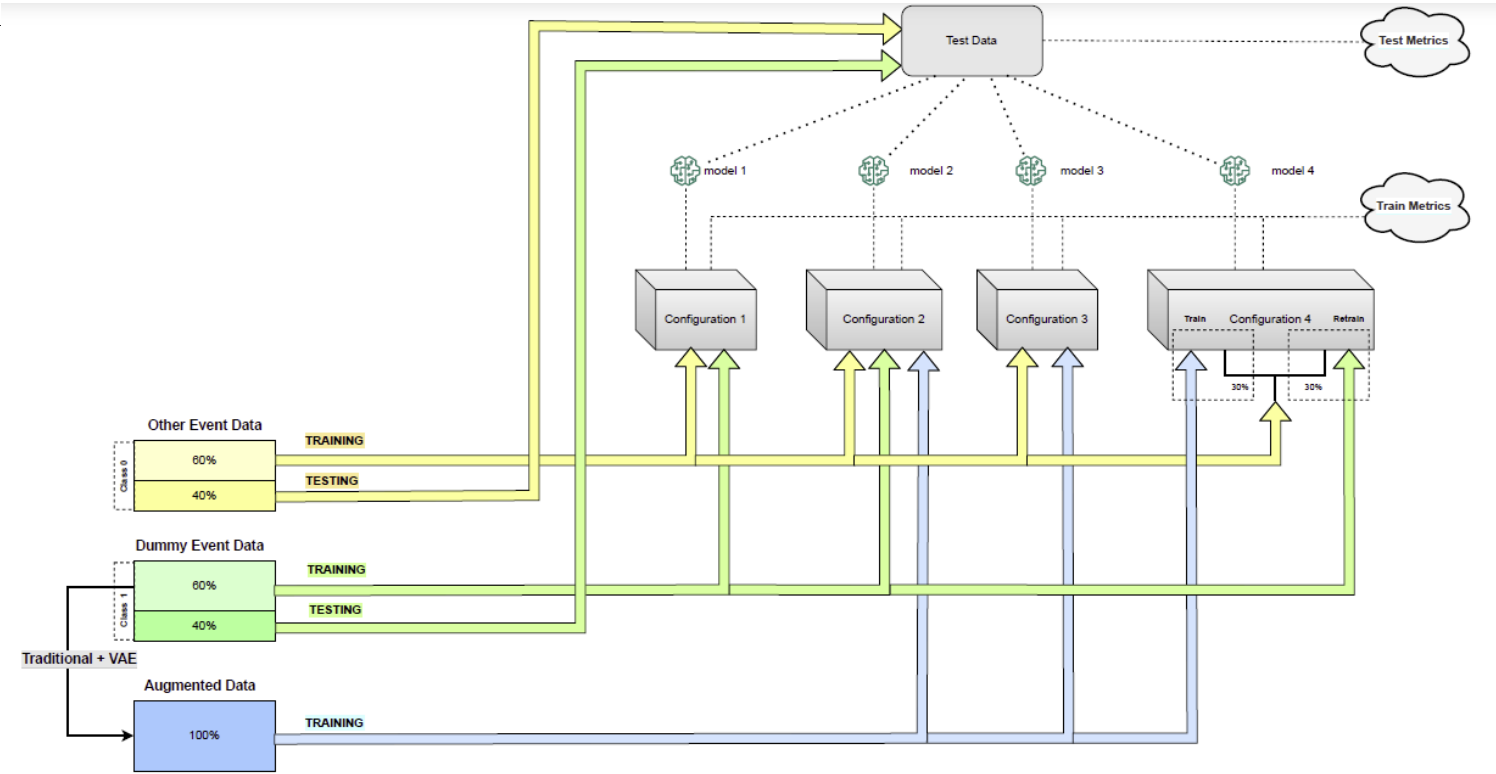 Test Data
Test Metrics
model 1
model 2
model 3
model 4
Train Metrics
Configuration 1
Configuration 2
Configuration 3
Train
Configuration 4
Retrain
30%
30%
Other Event Data
Class 0
60%
40%
TRAINING
TESTING
Dummy Event Data
Class 1
60%
40%
TRAINING
TESTING
Traditional + VAE
Augmented Data
100%
TRAINING